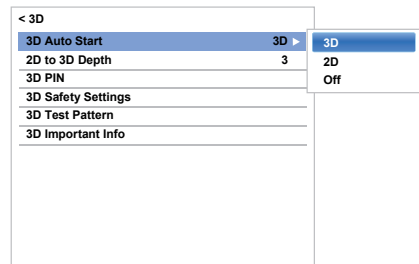 < 3D
3D Auto Start 3D ▶
2D to 3D Depth 3
3D PIN
3D Safety Settings
3D Test Pattern
3D Important Info
3D
2D
Off